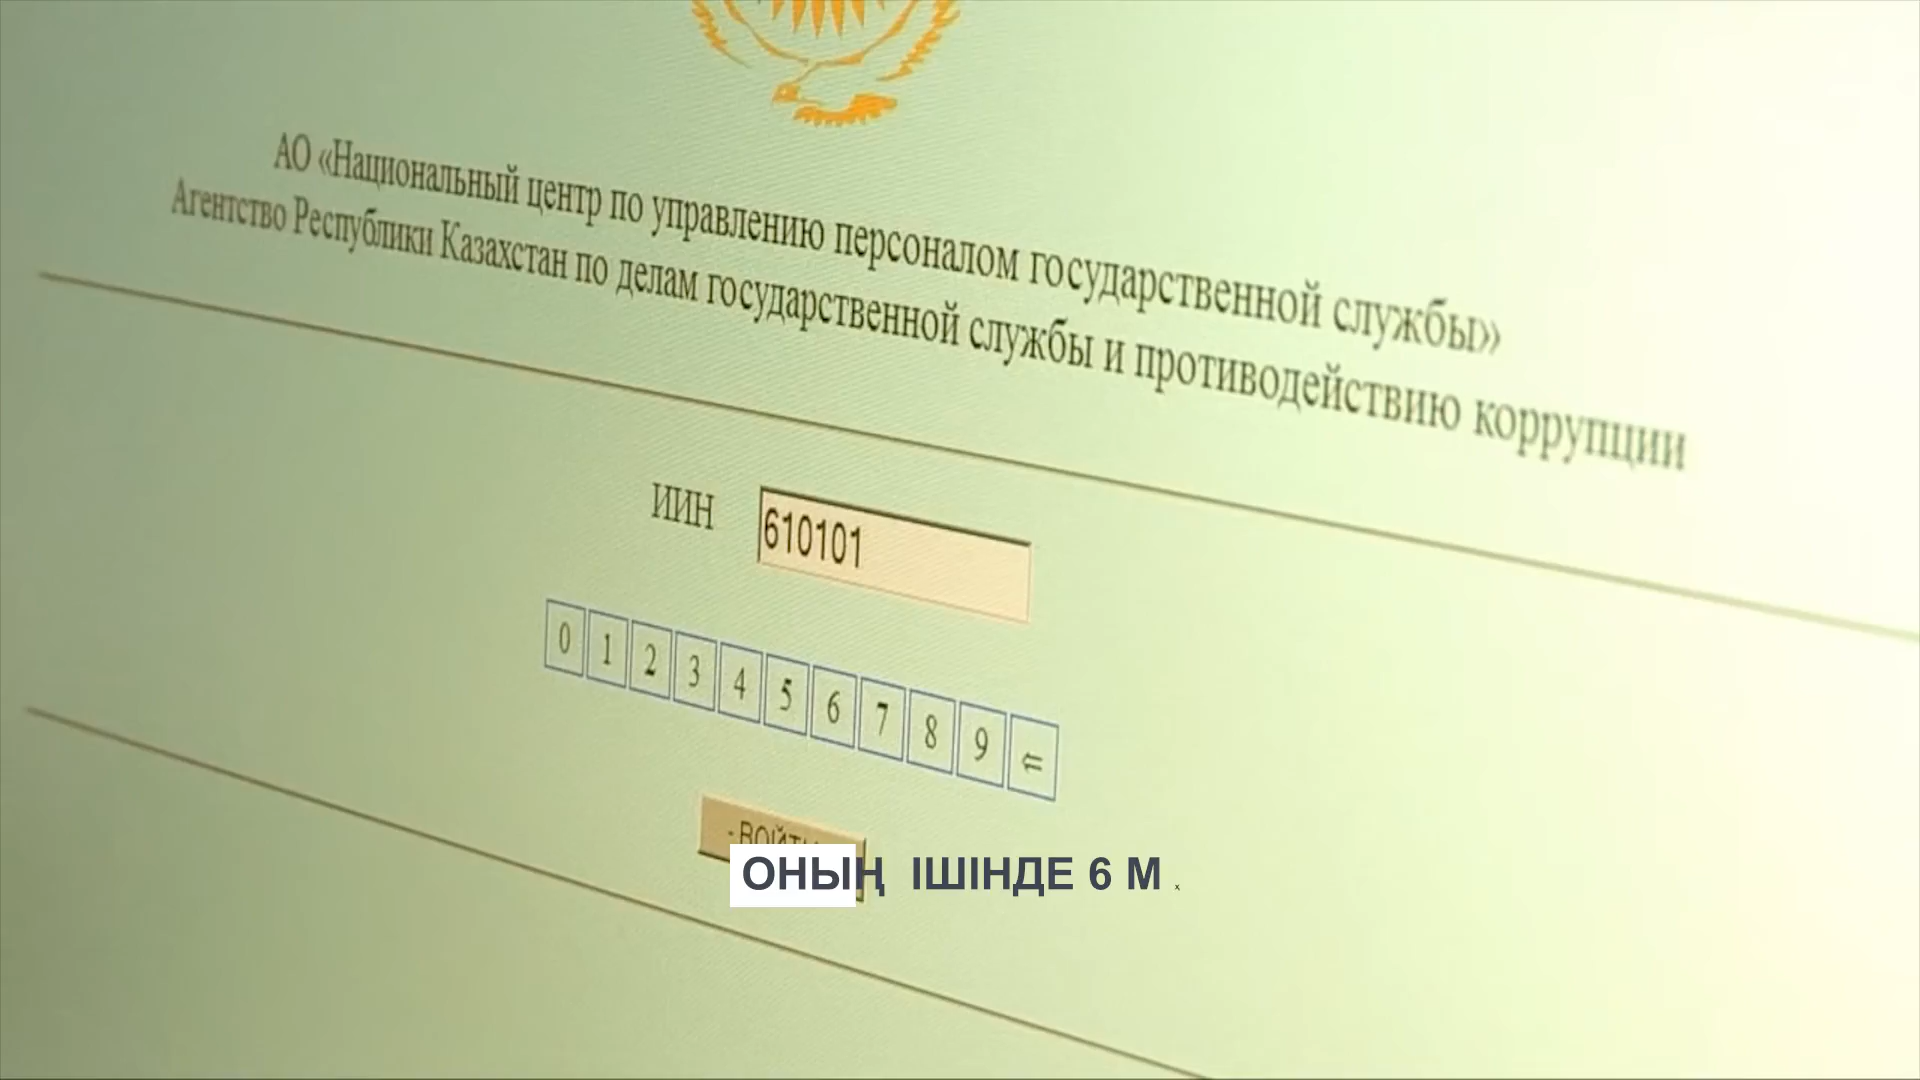 АО «Национальный центр по управлению персоналом государственной службы»
Агентство Республики Казахстан по делам государственной службы и противодействию коррупции
ИИН 610101
0 1 2 3 4 5 6 7 8 9 ⇐
ОНЫҢ ІШІНДЕ 6 М